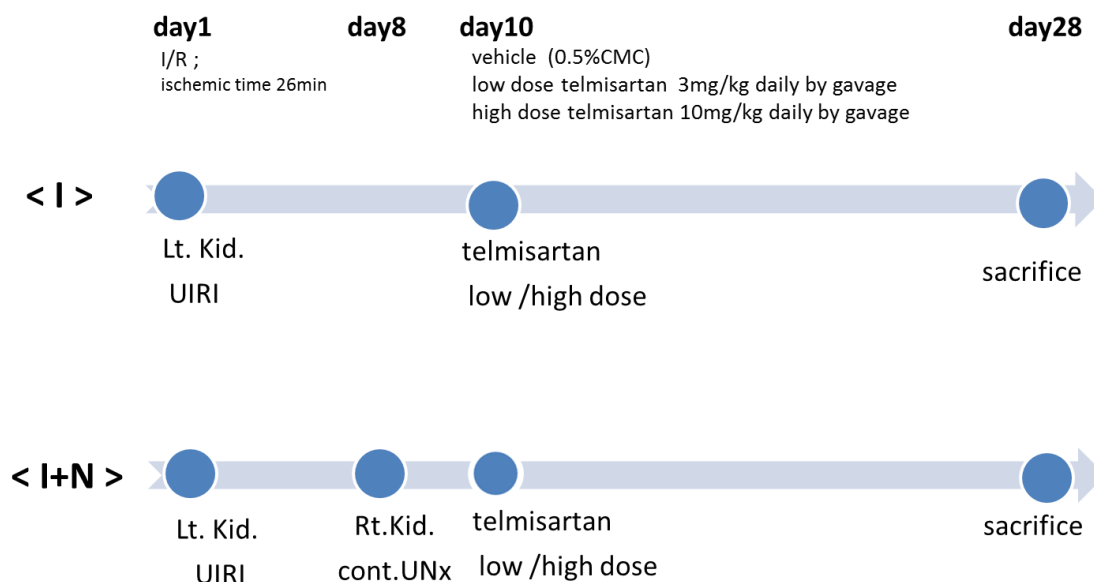 day1 day8 day10 day28
I/R ;
ischemic time 26min
vehicle (0.5%CMC)
low dose telmisartan 3mg/kg daily by gavage
high dose telmisartan 10mg/kg daily by gavage
< I >
Lt. Kid.
UIRI
telmisartan
low /high dose
sacrifice
< I+N >
Lt. Kid.
UIRI
Rt.Kid.
cont.UNx
telmisartan
low /high dose
sacrifice